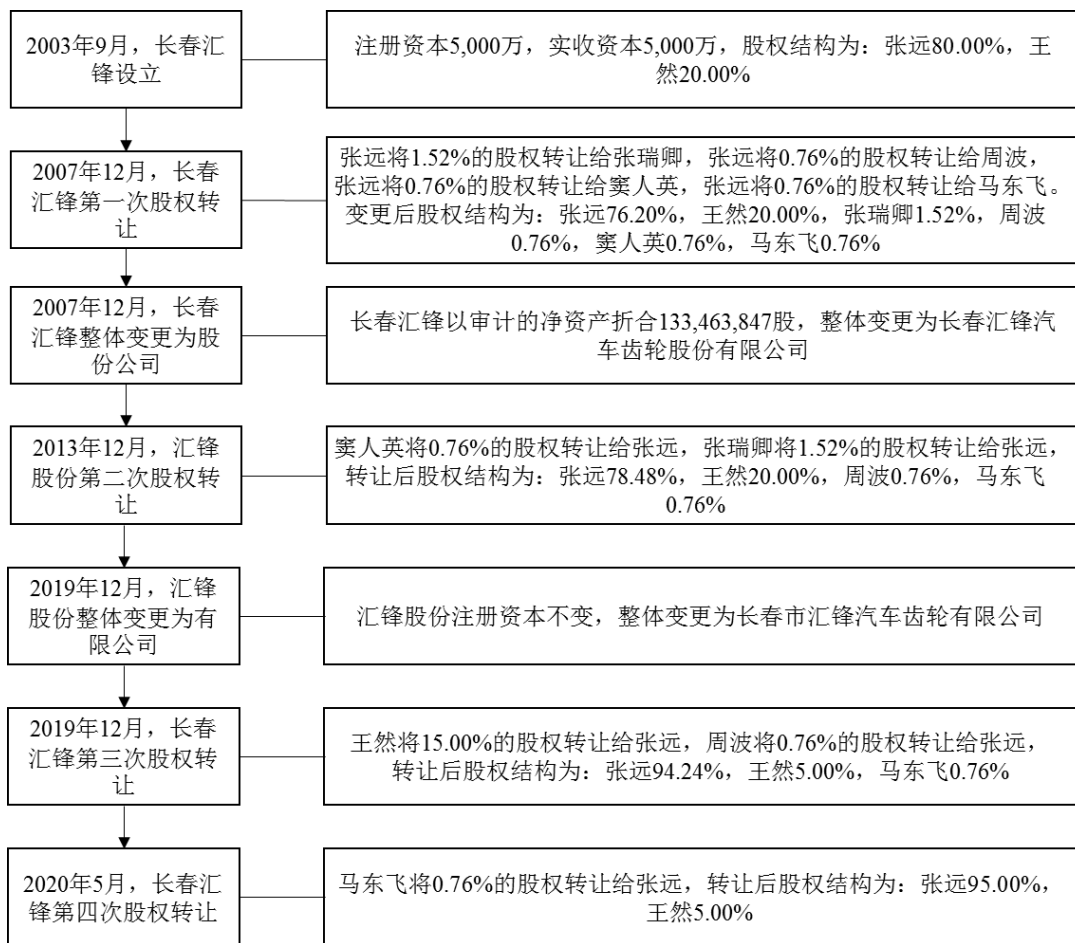 2003年9月，长春汇
锋设立
注册资本5,000万，实收资本5,000万，股权结构为：张远80.00%，王
然20.00%
2007年12月，长春
汇锋第一次股权转
让
张远将1.52%的股权转让给张瑞卿，张远将0.76%的股权转让给周波，
张远将0.76%的股权转让给窦人英，张远将0.76%的股权转让给马东飞。
变更后股权结构为：张远76.20%，王然20.00%，张瑞卿1.52%，周波
0.76%，窦人英0.76%，马东飞0.76%
2007年12月，长春
汇锋整体变更为股
份公司
长春汇锋以审计的净资产折合133,463,847股，整体变更为长春汇锋汽
车齿轮股份有限公司
2013年12月，汇锋
股份第二次股权转
让
窦人英将0.76%的股权转让给张远，张瑞卿将1.52%的股权转让给张远，
转让后股权结构为：张远78.48%，王然20.00%，周波0.76%，马东飞
0.76%
2019年12月，汇锋
股份整体变更为有
限公司
汇锋股份注册资本不变，整体变更为长春市汇锋汽车齿轮有限公司
2019年12月，长春
汇锋第三次股权转
让
王然将15.00%的股权转让给张远，周波将0.76%的股权转让给张远，
转让后股权结构为：张远94.24%，王然5.00%，马东飞0.76%
2020年5月，长春汇
锋第四次股权转让
马东飞将0.76%的股权转让给张远，转让后股权结构为：张远95.00%，
王然5.00%